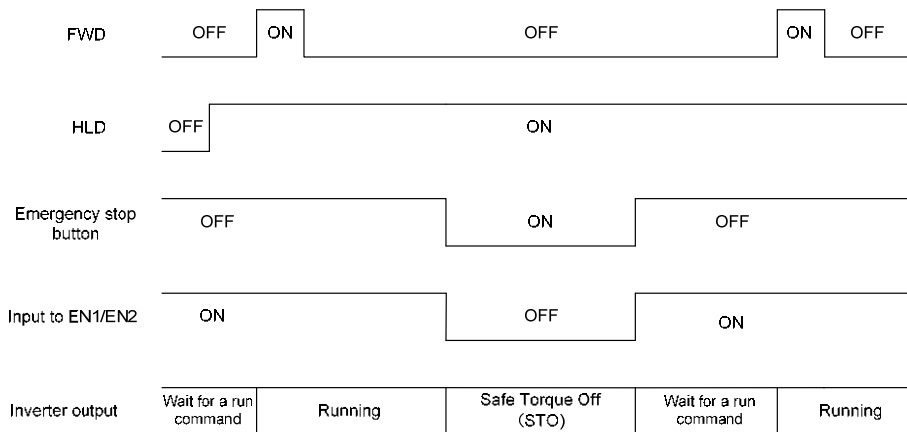 FWD OFF ON OFF ON OFF
HLD OFF ON
Emergency stop
button
OFF ON OFF
Input to EN1/EN2 ON OFF ON
Inverter output
Wait for a run
command
Running
Safe Torque Off
(STO)
Wait for a run
command
Running